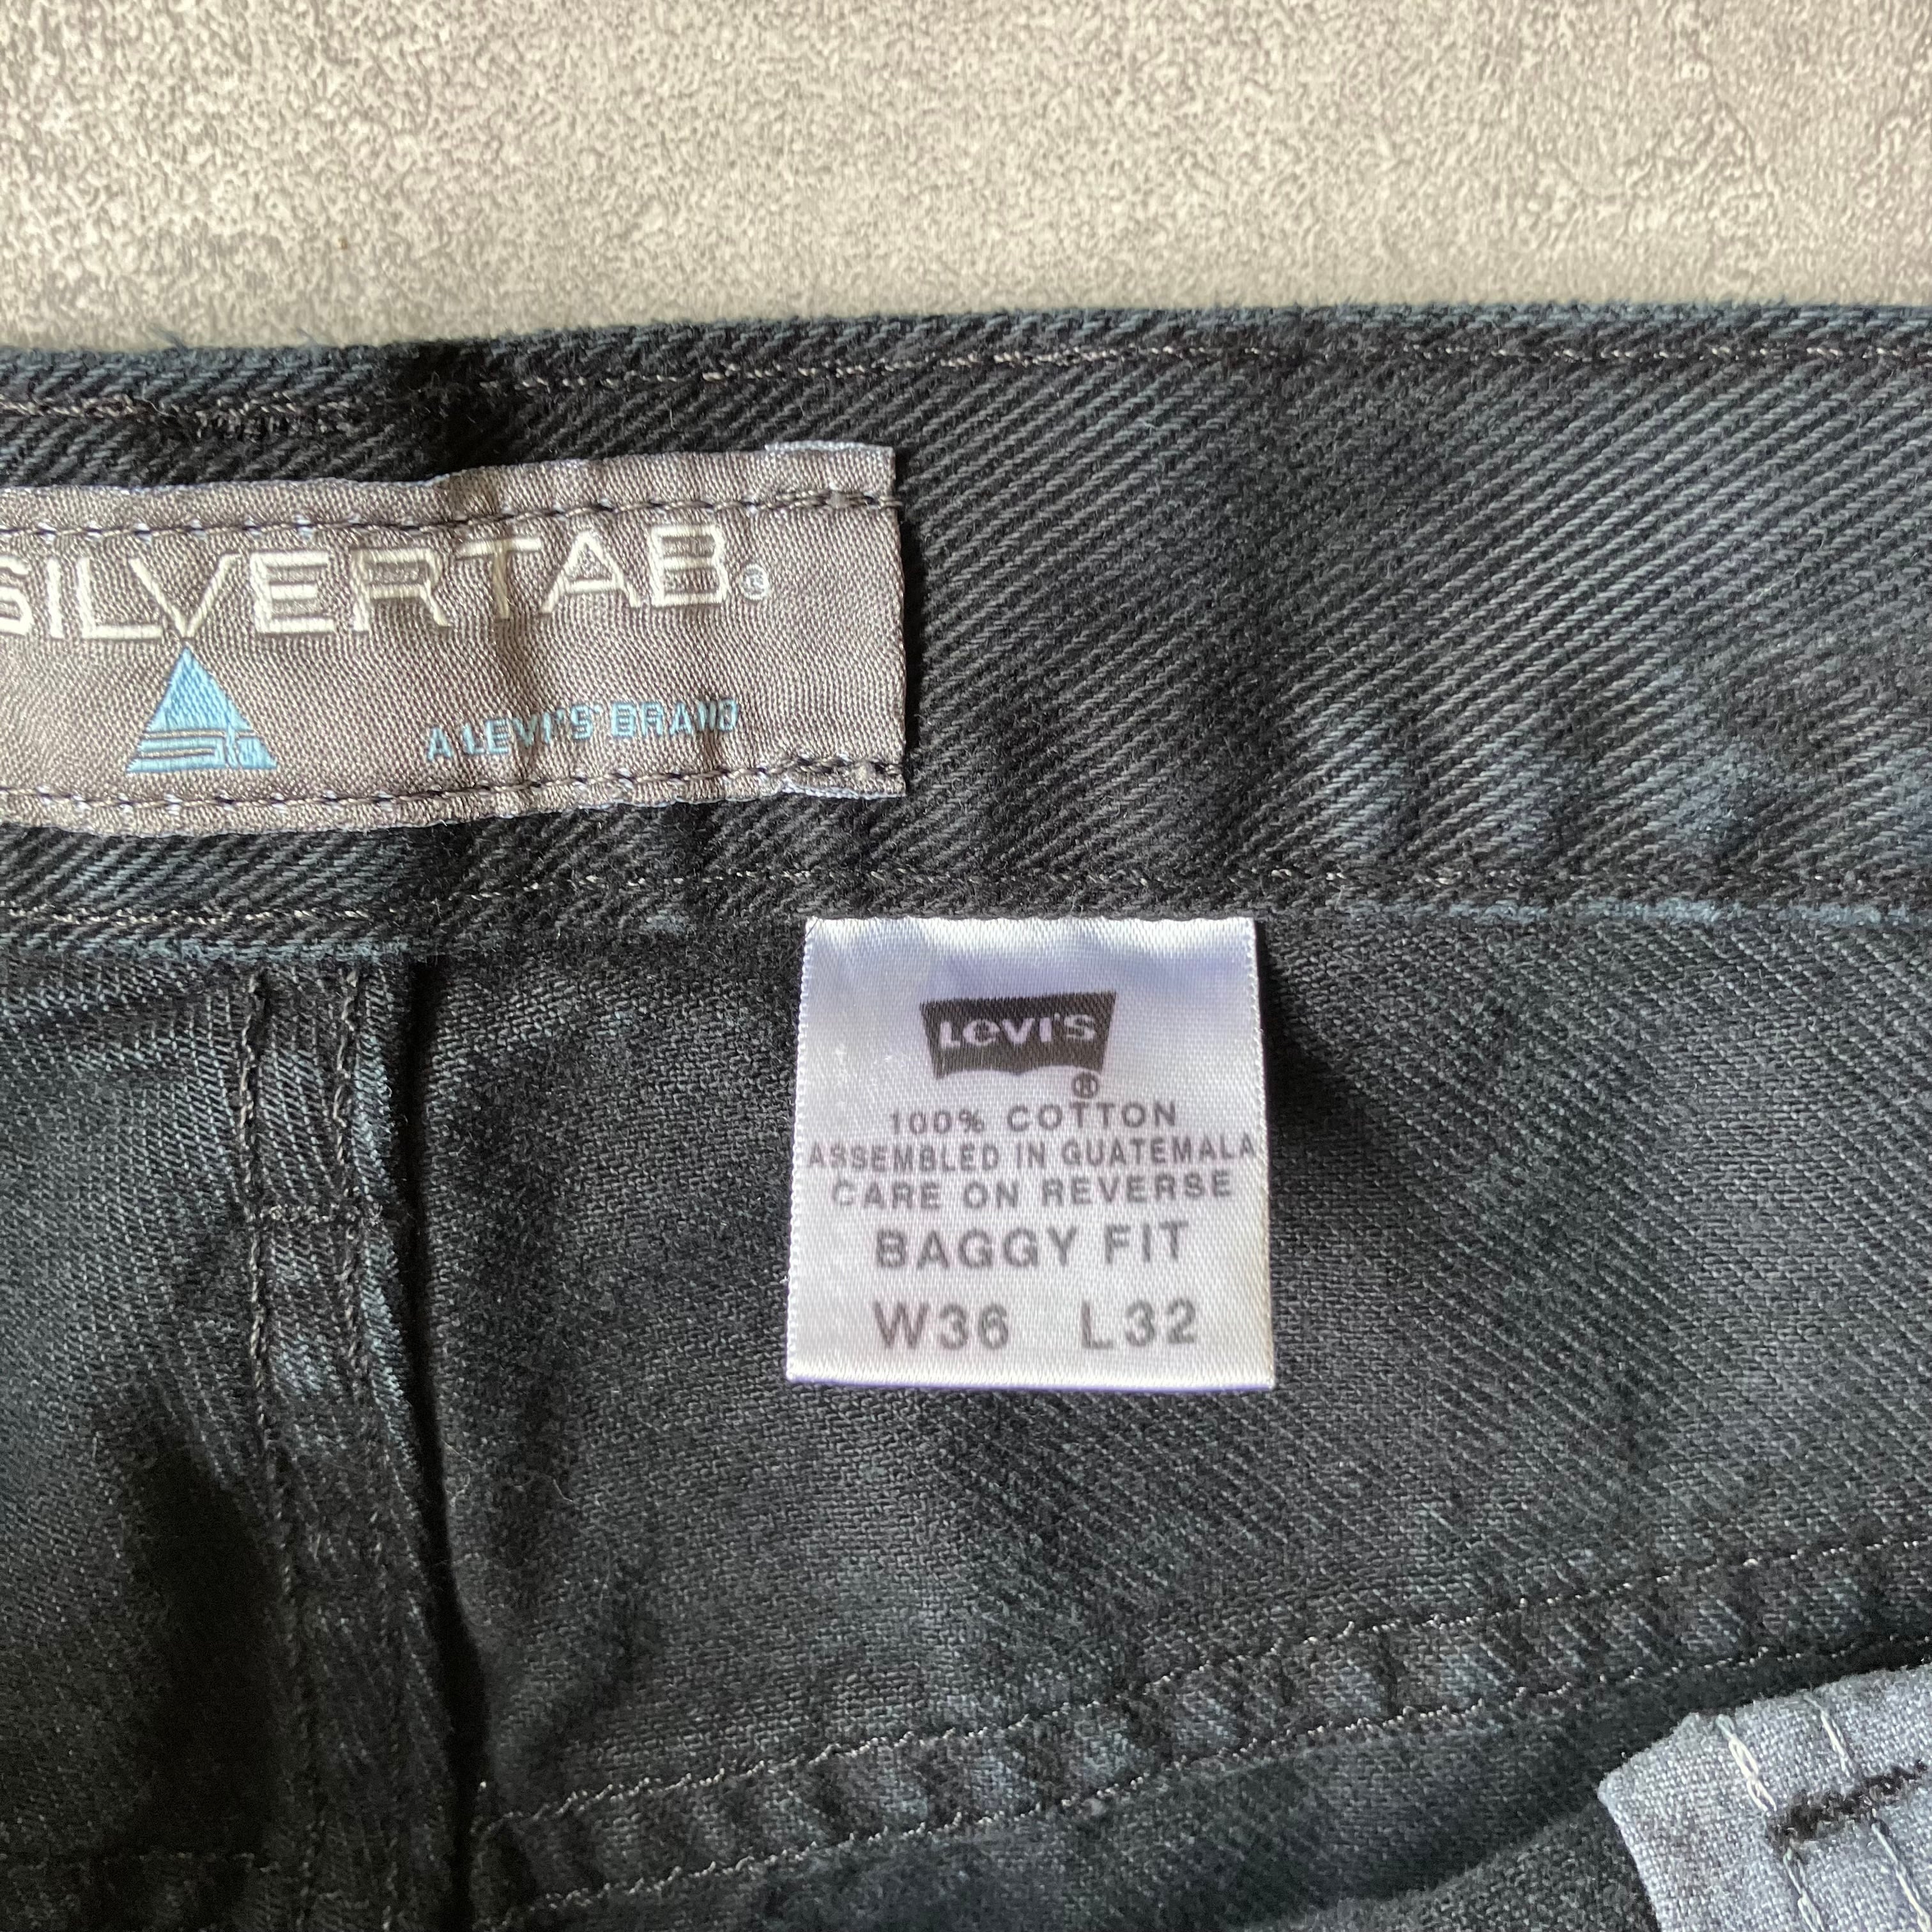 SILVERTAB®
A LEVI'S BRAND
LEVI'S
®
100% COTTON
ASSEMBLED IN GUATEMALA
CARE ON REVERSE
BAGGY FIT
W36 L32